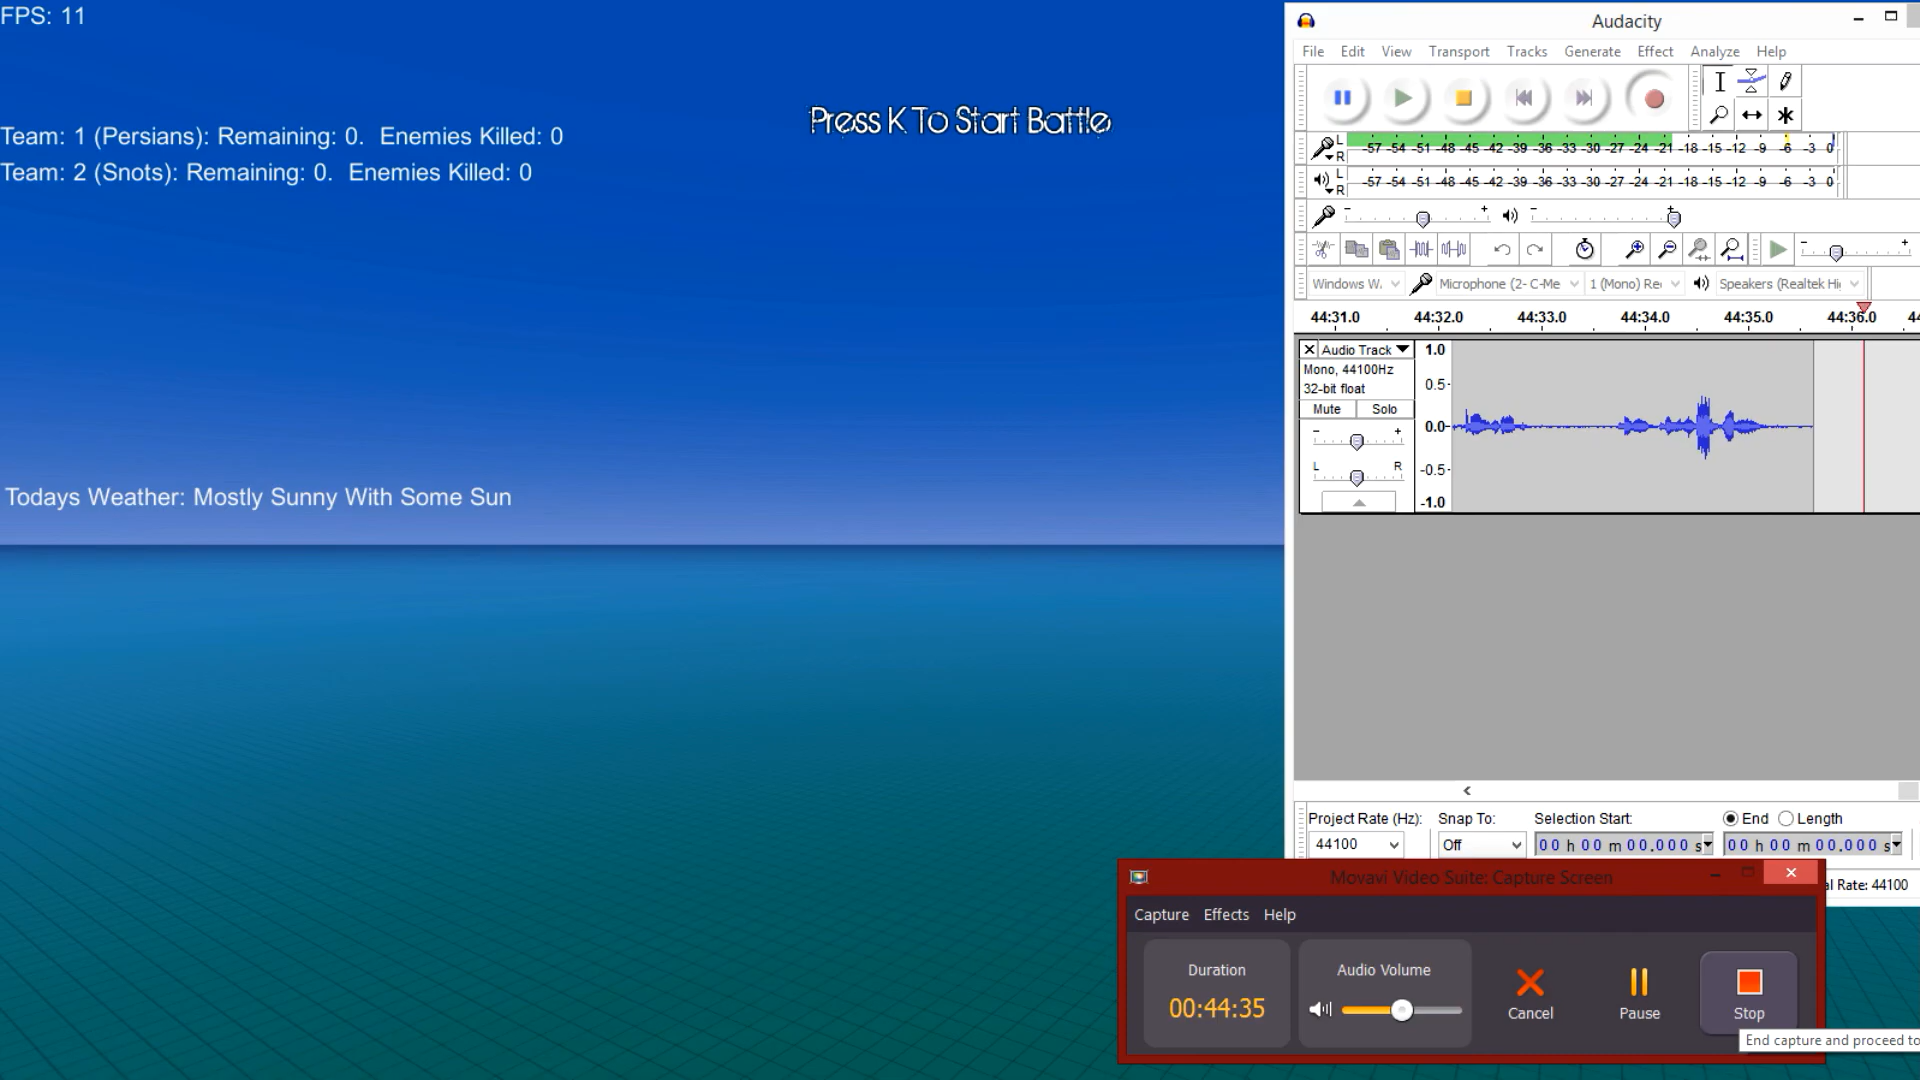 FPS: 11
Press K To Start Battle
Team: 1 (Persians): Remaining: 0.  Enemies Killed: 0
Team: 2 (Snots): Remaining: 0.  Enemies Killed: 0
Todays Weather: Mostly Sunny With Some Sun
Audacity
File Edit View Transport Tracks Generate Effect Analyze Help
L
R
-57 -54 -51 -48 -45 -42 -39 -36 -33 -30 -27 -24 -21 -18 -15 -12 -9 -6 -3 0
L
R
-57 -54 -51 -48 -45 -42 -39 -36 -33 -30 -27 -24 -21 -18 -15 -12 -9 -6 -3 0
Windows W. Microphone (2- C-Me 1 (Mono) Re Speakers (Realtek Hi
44:31.0 44:32.0 44:33.0 44:34.0 44:35.0 44:36.0 44
Audio Track 1.0
Mono, 44100Hz
32-bit float 0.5
Mute Solo
0.0
L R -0.5
-1.0
Project Rate (Hz): Snap To: Selection Start: End Length
44100 Off 00 h 00 m 00.000 s 00 h 00 m 00.000 s
al Rate: 44100
Movavi Video Suite: Capture Screen
Capture Effects Help
Duration Audio Volume
00:44:35
Cancel Pause Stop
End capture and proceed to